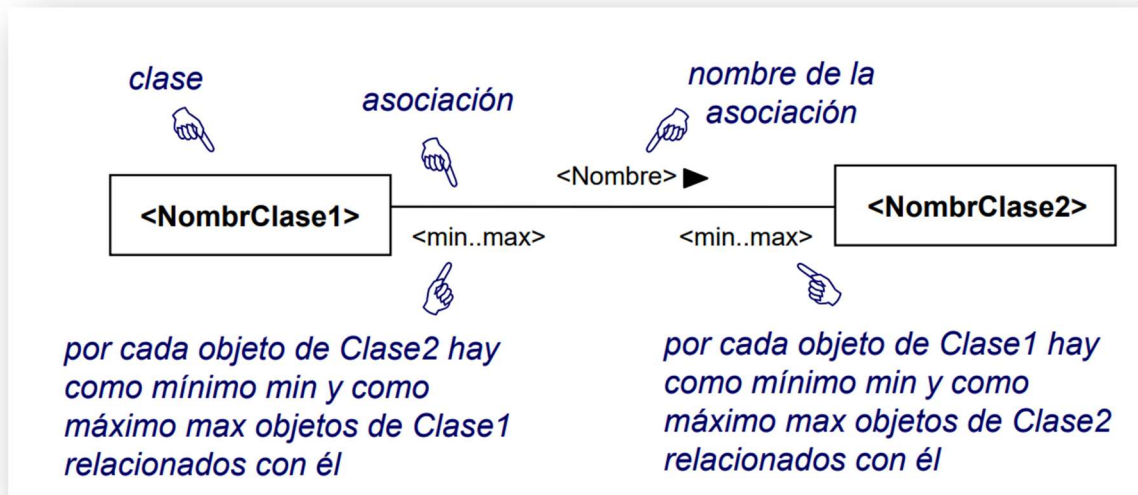 clase
asociación
nombre de la
asociación
<Nombre>
<NombrClase1>
<NombrClase2>
<min..max>
<min..max>
por cada objeto de Clase2 hay
como mínimo min y como
máximo max objetos de Clase1
relacionados con él
por cada objeto de Clase1 hay
como mínimo min y como
máximo max objetos de Clase2
relacionados con él